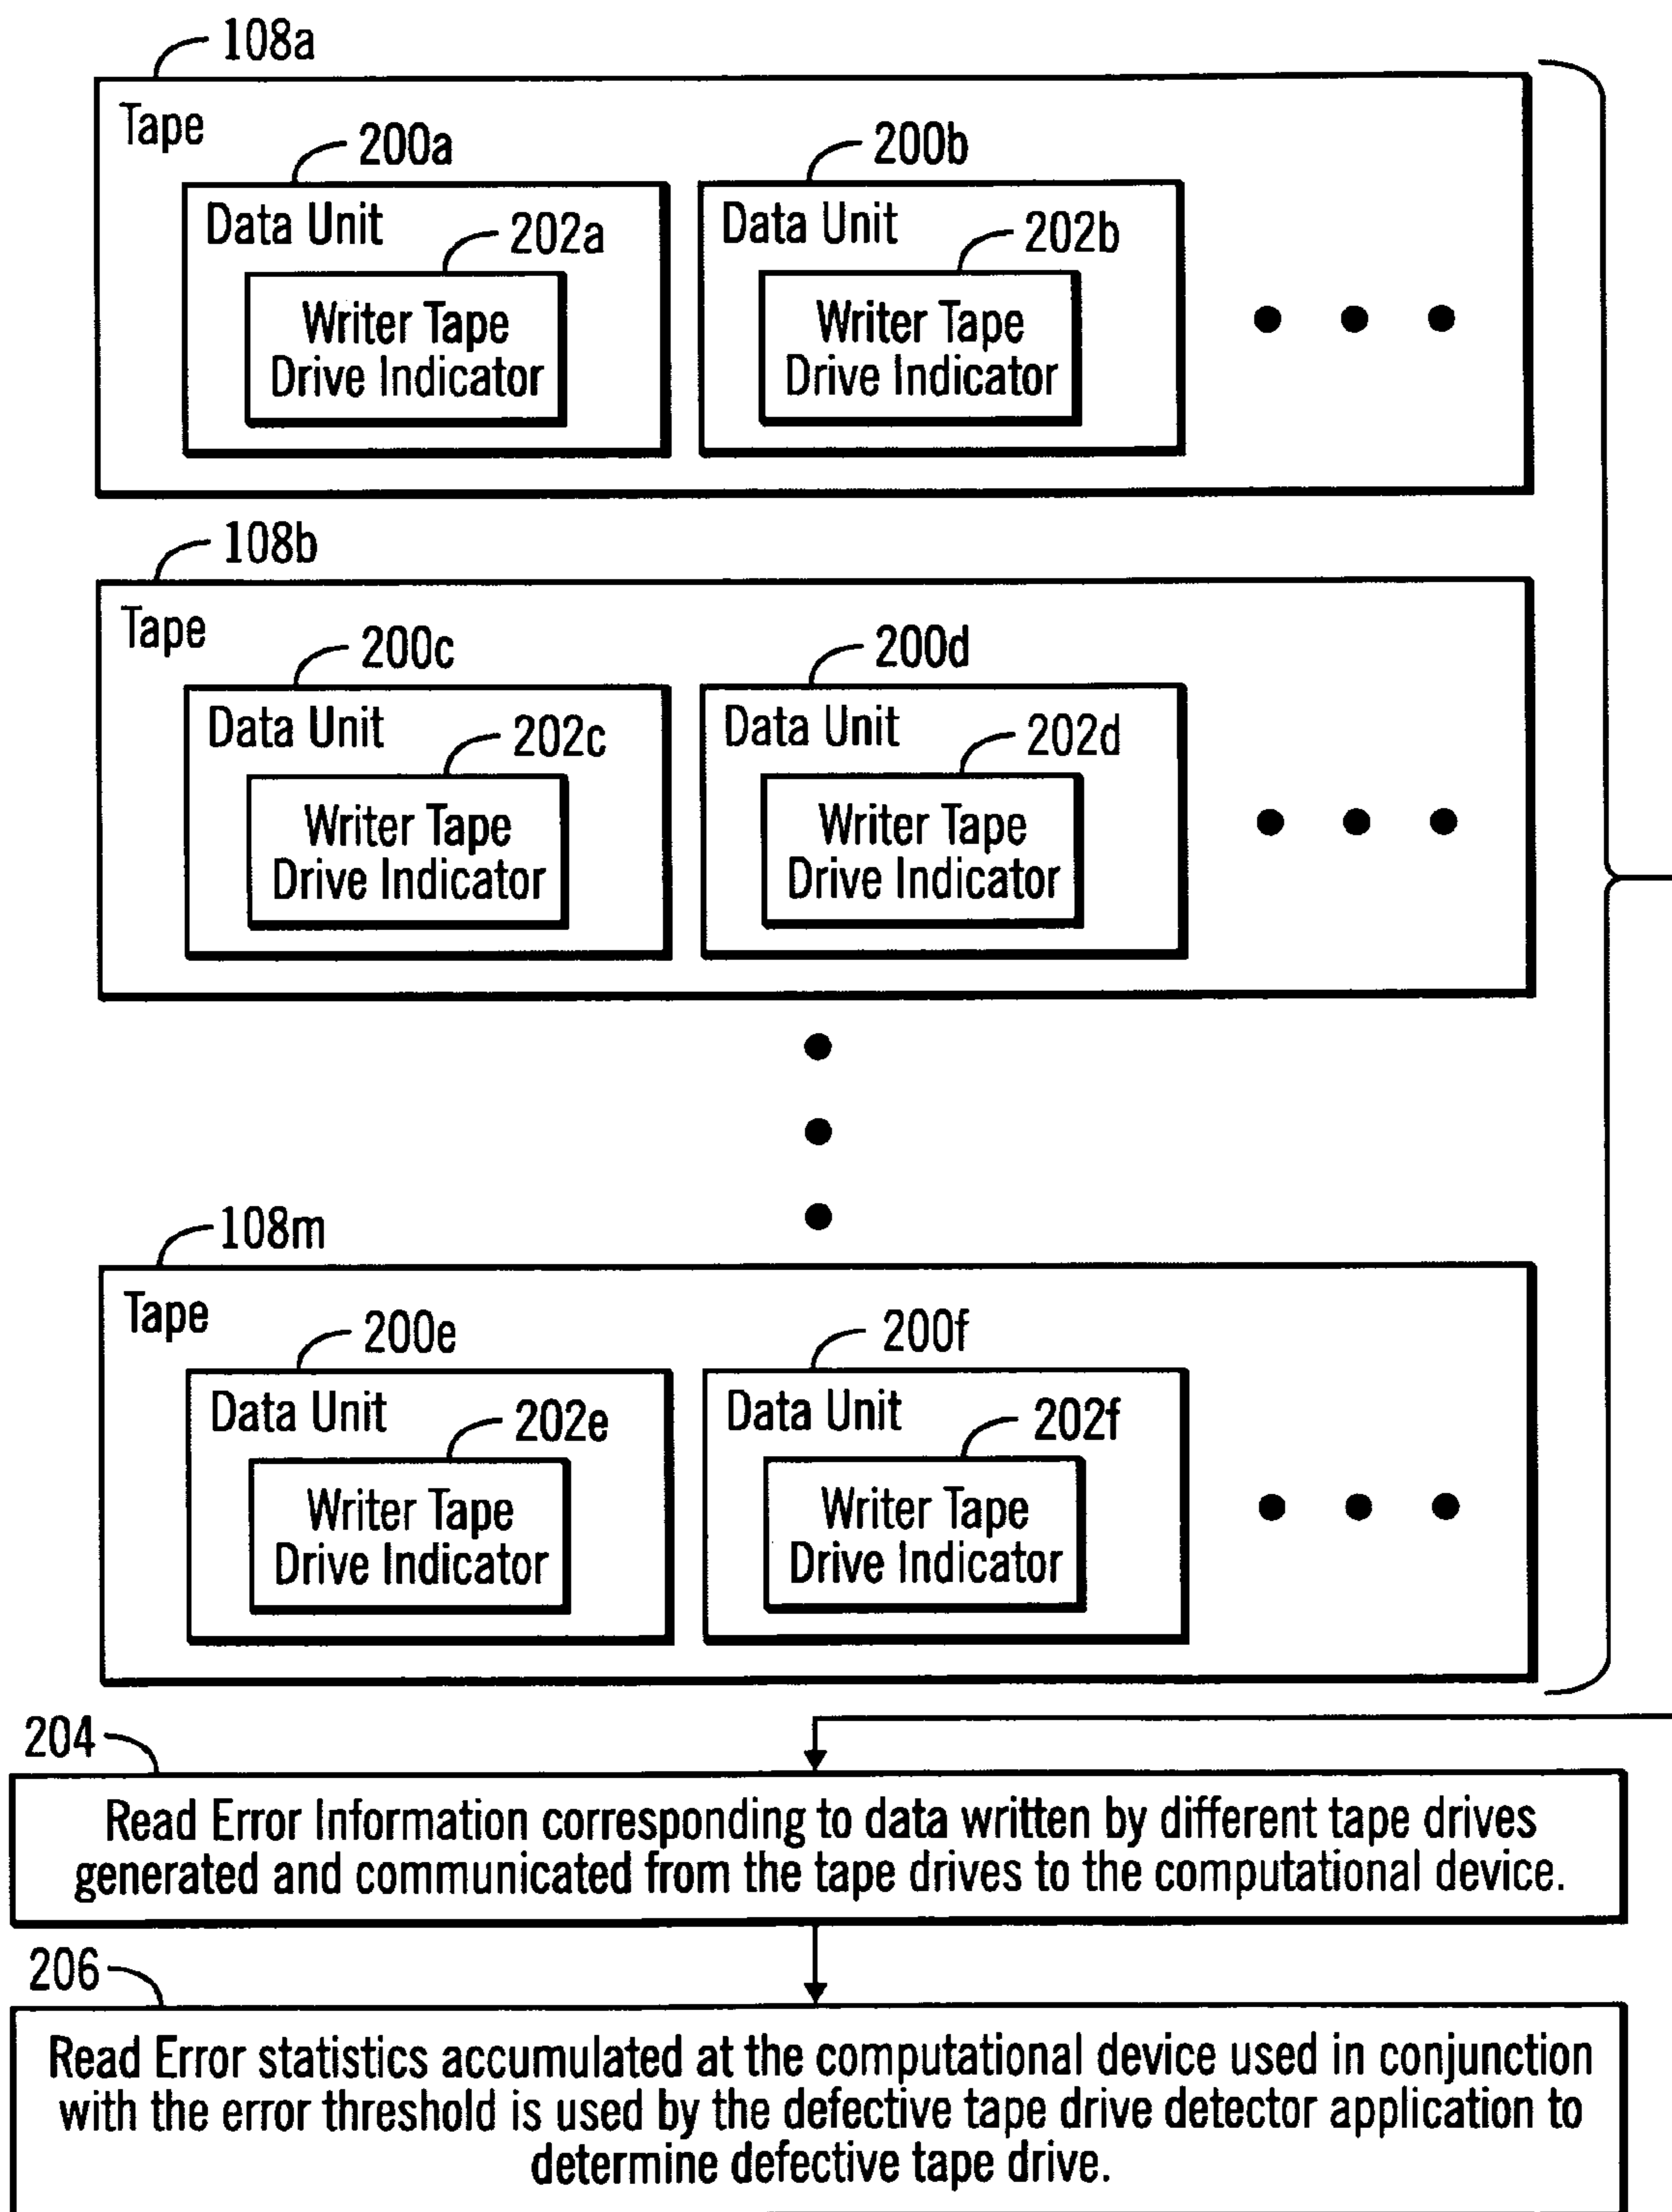 108a
Tape
200a
200b
Data Unit
Data Unit
202a
202b
Writer Tape
Drive Indicator
Writer Tape
Drive Indicator
108b
Tape
200c
200d
Data Unit
Data Unit
202c
202d
Writer Tape
Drive Indicator
Writer Tape
Drive Indicator
108m
Tape
200e
200f
Data Unit
Data Unit
202e
202f
Writer Tape
Drive Indicator
Writer Tape
Drive Indicator
204
Read Error Information corresponding to data written by different tape drives
generated and communicated from the tape drives to the computational device.
206
Read Error statistics accumulated at the computational device used in conjunction
with the error threshold is used by the defective tape drive detector application to
determine defective tape drive.